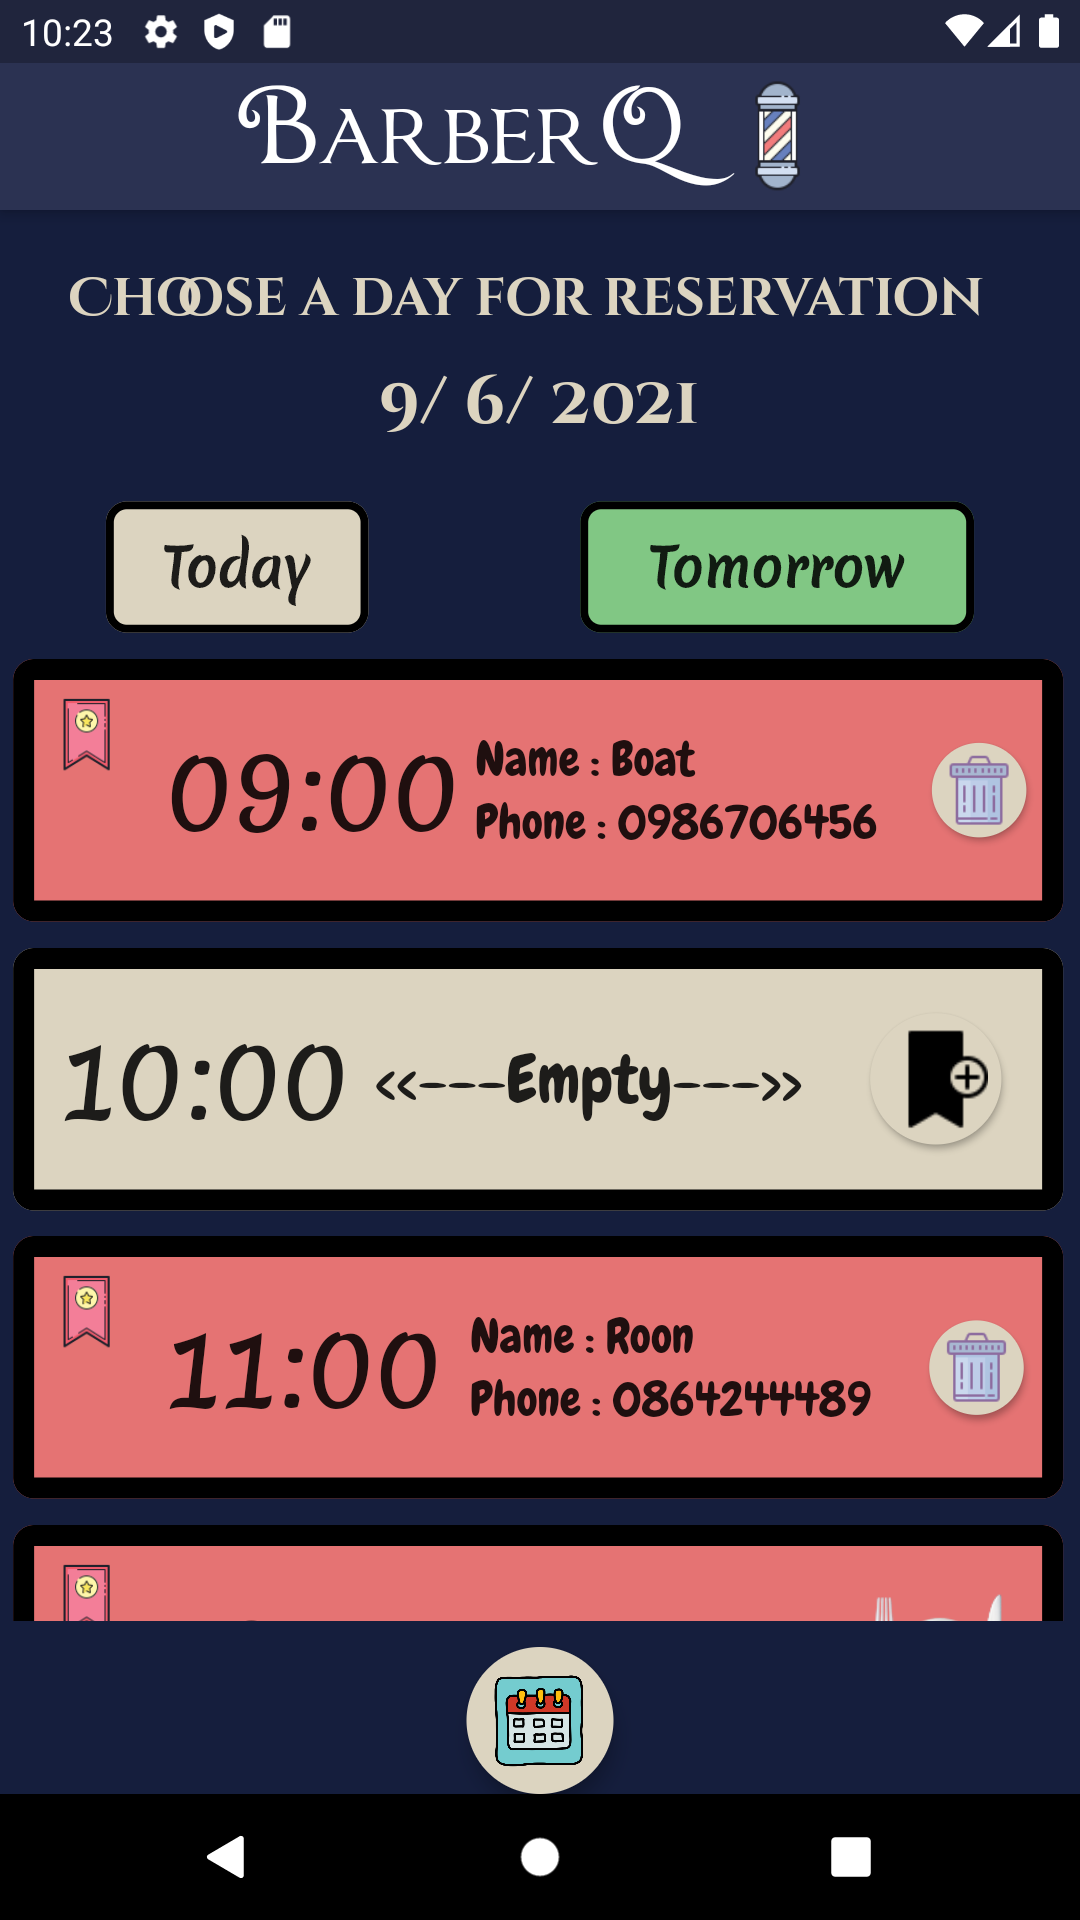 10:23
BarberQ
Choose a day for reservation
9/ 6/ 2021
Today
Tomorrow
09:00
Name : Boat
Phone : 0986706456
10:00
<<---Empty--->>
11:00
Name : Roon
Phone : 0864244489